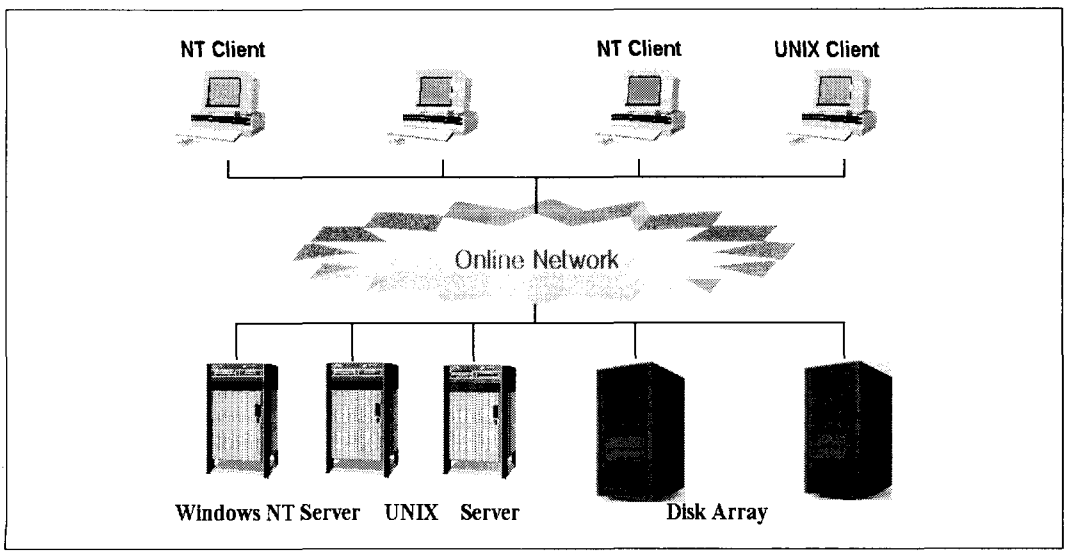 NT Client NT Client UNIX Client
Online Network
Windows NT Server UNIX Server Disk Array